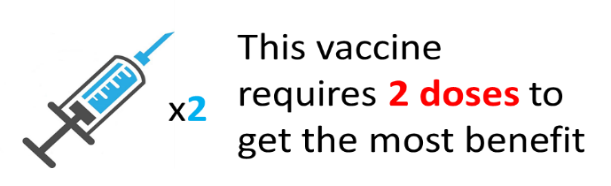 x2
This vaccine
requires 2 doses to
get the most benefit